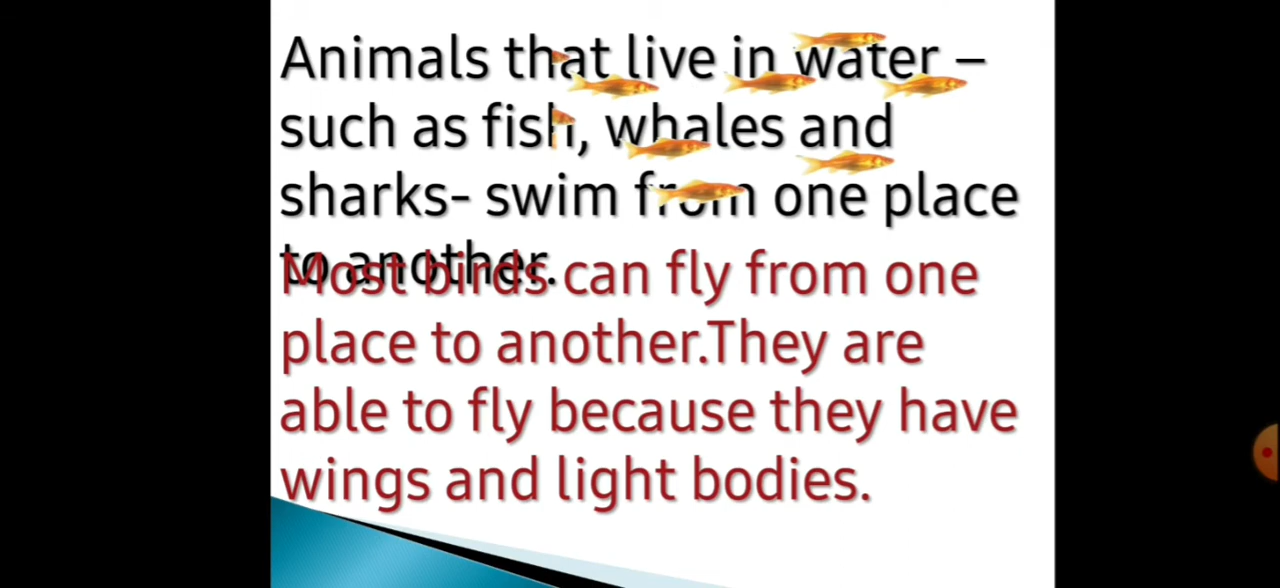 Animals that live in water –
such as fish, whales and
sharks- swim from one place
to another.
Most birds can fly from one
place to another.They are
able to fly because they have
wings and light bodies.